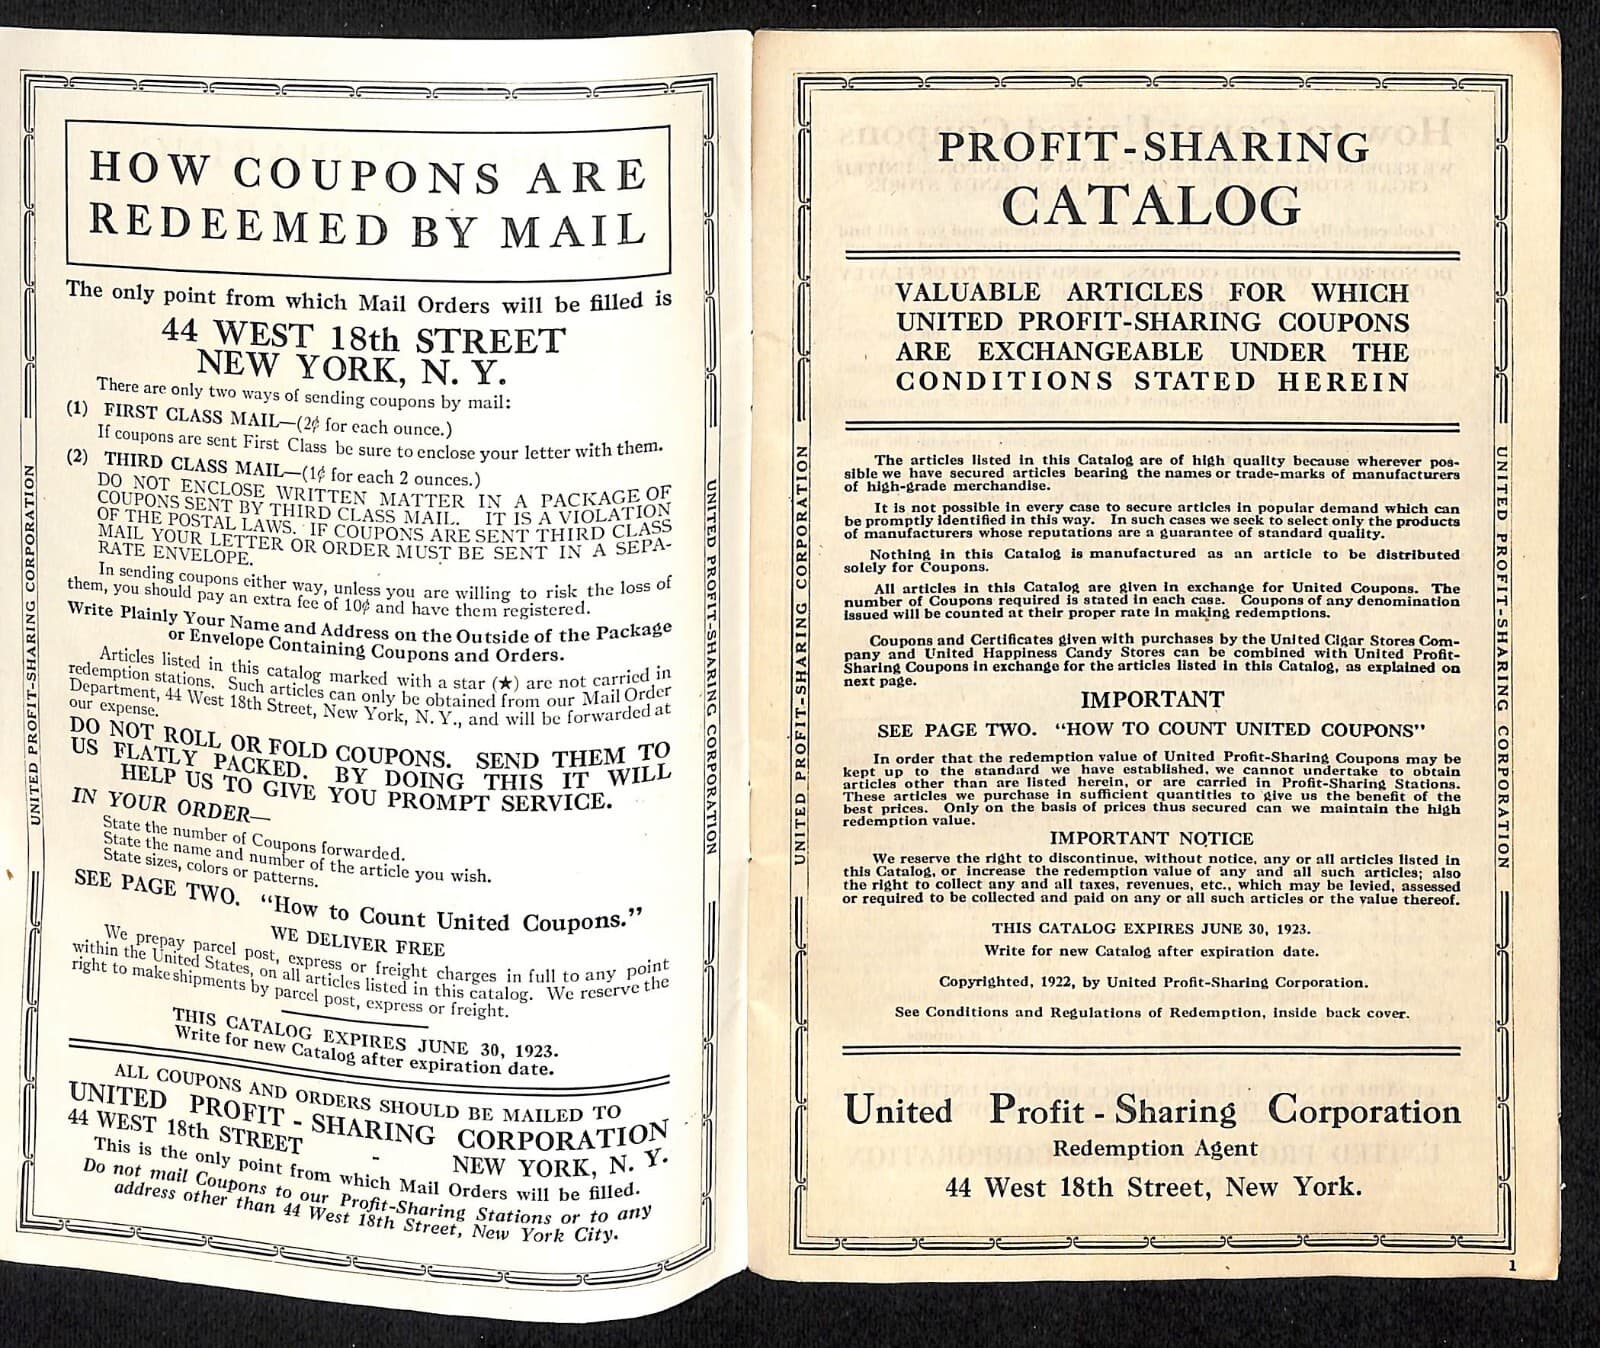 HOW COUPONS ARE
REDEEMED BY MAIL
The only point from which Mail Orders will be filled is
44 WEST 18th STREET
NEW YORK, N. Y.
There are only two ways of sending coupons by mail:
(1) FIRST CLASS MAIL—(2¢ for each ounce.)
If coupons are sent First Class be sure to enclose your letter with them.
(2) THIRD CLASS MAIL—(1¢ for each 2 ounces.)
DO NOT ENCLOSE WRITTEN MATTER IN A PACKAGE OF
COUPONS SENT BY THIRD CLASS MAIL. IT IS A VIOLATION
OF THE POSTAL LAWS. IF COUPONS ARE SENT THIRD CLASS
MAIL YOUR LETTER OR ORDER MUST BE SENT IN A SEPA-
RATE ENVELOPE.
In sending coupons either way, unless you are willing to risk the loss of
them, you should pay an extra fee of 10¢ and have them registered.
Write Plainly Your Name and Address on the Outside of the Package
or Envelope Containing Coupons and Orders.
Articles listed in this catalog marked with a star (★) are not carried in
redemption stations. Such articles can only be obtained from our Mail Order
Department, 44 West 18th Street, New York, N. Y., and will be forwarded at
our expense.
DO NOT ROLL OR FOLD COUPONS. SEND THEM TO
US FLATLY PACKED. BY DOING THIS IT WILL
HELP US TO GIVE YOU PROMPT SERVICE.
IN YOUR ORDER—
State the number of Coupons forwarded.
State the name and number of the article you wish.
State sizes, colors or patterns.
SEE PAGE TWO. "How to Count United Coupons."
WE DELIVER FREE
We prepay parcel post, express or freight charges in full to any point
within the United States, on all articles listed in this catalog. We reserve the
right to make shipments by parcel post, express or freight.
THIS CATALOG EXPIRES JUNE 30, 1923.
Write for new Catalog after expiration date.
ALL COUPONS AND ORDERS SHOULD BE MAILED TO
UNITED PROFIT - SHARING CORPORATION
44 WEST 18th STREET - NEW YORK, N. Y.
This is the only point from which Mail Orders will be filled.
Do not mail Coupons to our Profit-Sharing Stations or to any
address other than 44 West 18th Street, New York City.
UNITED PROFIT-SHARING CORPORATION
UNITED PROFIT-SHARING CORPORATION
PROFIT-SHARING
CATALOG
VALUABLE ARTICLES FOR WHICH
UNITED PROFIT-SHARING COUPONS
ARE EXCHANGEABLE UNDER THE
CONDITIONS STATED HEREIN
The articles listed in this Catalog are of high quality because wherever pos-
sible we have secured articles bearing the names or trade-marks of manufacturers
of high-grade merchandise.
It is not possible in every case to secure articles in popular demand which can
be promptly identified in this way. In such cases we seek to select only the products
of manufacturers whose reputations are a guarantee of standard quality.
Nothing in this Catalog is manufactured as an article to be distributed
solely for Coupons.
All articles in this Catalog are given in exchange for United Coupons. The
number of Coupons required is stated in each case. Coupons of any denomination
issued will be counted at their proper rate in making redemptions.
Coupons and Certificates given with purchases by the United Cigar Stores Com-
pany and United Happiness Candy Stores can be combined with United Profit-
Sharing Coupons in exchange for the articles listed in this Catalog, as explained on
next page.
IMPORTANT
SEE PAGE TWO. "HOW TO COUNT UNITED COUPONS"
In order that the redemption value of United Profit-Sharing Coupons may be
kept up to the standard we have established, we cannot undertake to obtain
articles other than are listed herein, or are carried in Profit-Sharing Stations.
These articles we purchase in sufficient quantities to give us the benefit of the
best prices. Only on the basis of prices thus secured can we maintain the high
redemption value.
IMPORTANT NOTICE
We reserve the right to discontinue, without notice, any or all articles listed in
this Catalog, or increase the redemption value of any and all such articles; also
the right to collect any and all taxes, revenues, etc., which may be levied, assessed
or required to be collected and paid on any or all such articles or the value thereof.
THIS CATALOG EXPIRES JUNE 30, 1923.
Write for new Catalog after expiration date.
Copyrighted, 1922, by United Profit-Sharing Corporation.
See Conditions and Regulations of Redemption, inside back cover.
United Profit - Sharing Corporation
Redemption Agent
44 West 18th Street, New York.
UNITED PROFIT-SHARING CORPORATION
UNITED PROFIT-SHARING CORPORATION
1